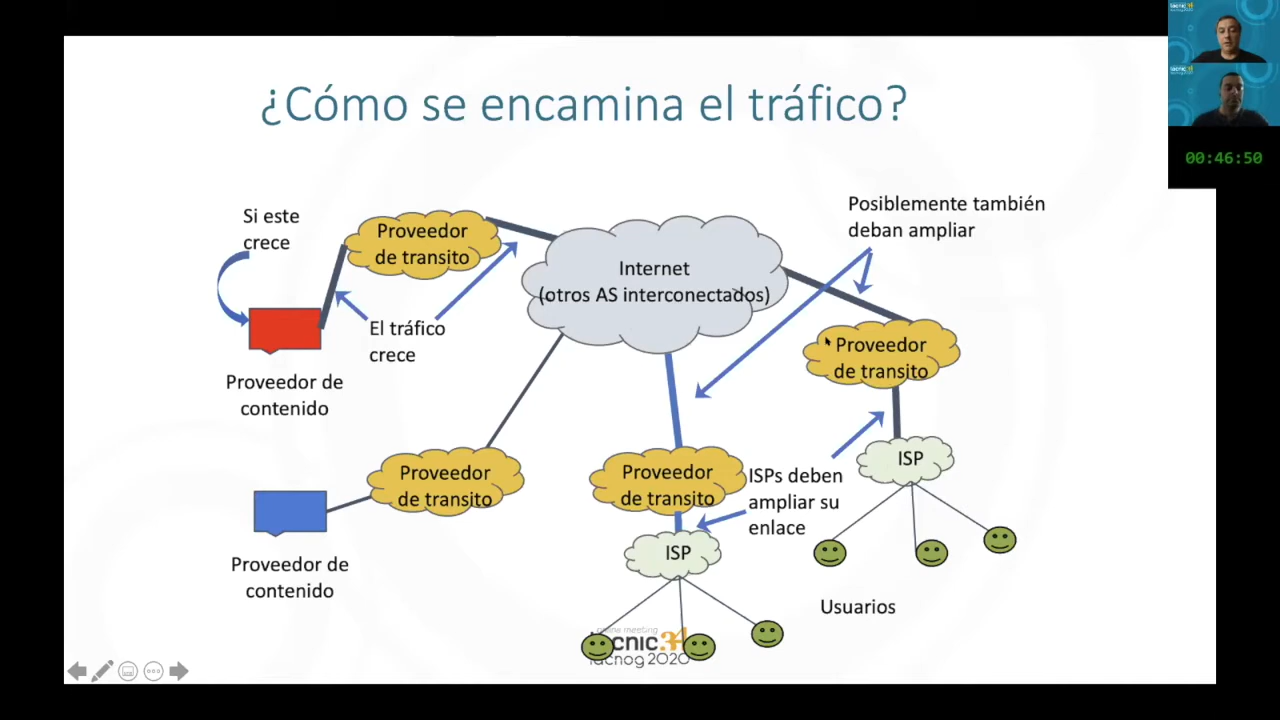 ¿Cómo se encamina el tráfico?
Si este
crece
Proveedor
de transito
Internet
(otros AS interconectados)
Posiblemente también
deban ampliar
El tráfico
crece
Proveedor de
contenido
Proveedor
de transito
Proveedor
de transito
Proveedor de
contenido
Proveedor
de transito
ISPs deben
ampliar su
enlace
ISP
ISP
Usuarios
online meeting
lacnic 34
lacnog 2020
00:46:50